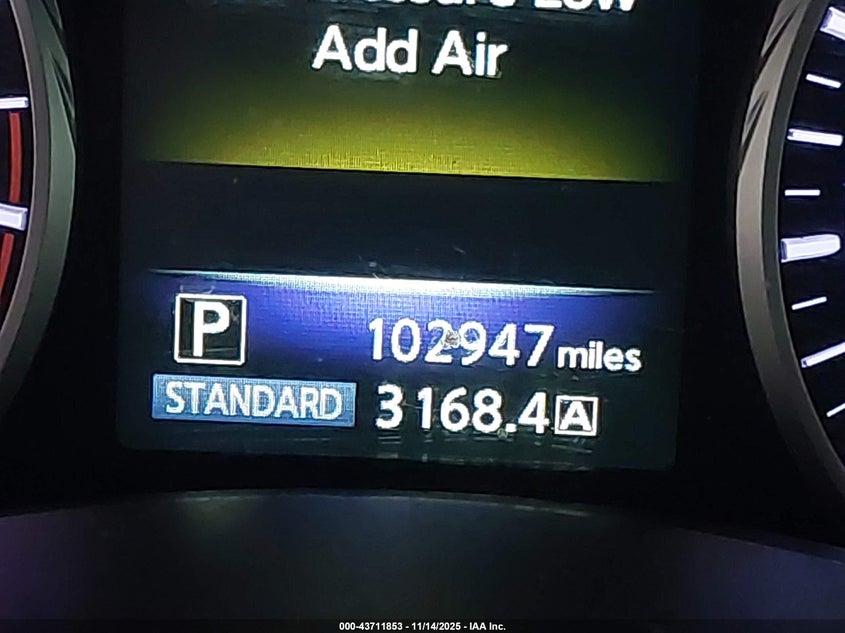 Add Air
P
102947 miles
STANDARD
3168.4 A
000-43711853 - 11/14/2025 - IAA Inc.